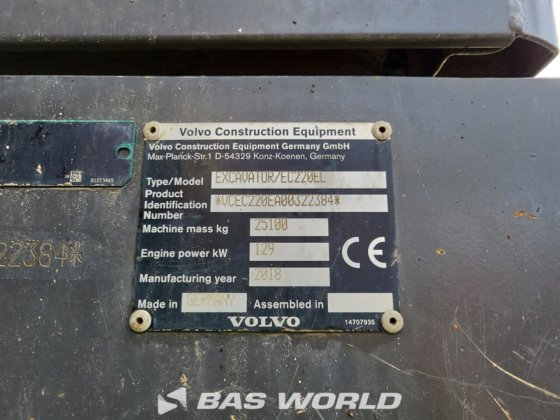 Volvo Construction Equipment
Volvo Construction Equipment Germany GmbH
Max-Planck-Str.1 D-54329 Konz-Koenen, Germany
Type/Model EXCAVATOR/EC220EL
Product Identification Number *VCEC220EA00322384*
Machine mass kg 25100
Engine power kW 129
Manufacturing year 2018
Made in GERMANY Assembled in
VOLVO
14707935
CE
22384*
BAS WORLD